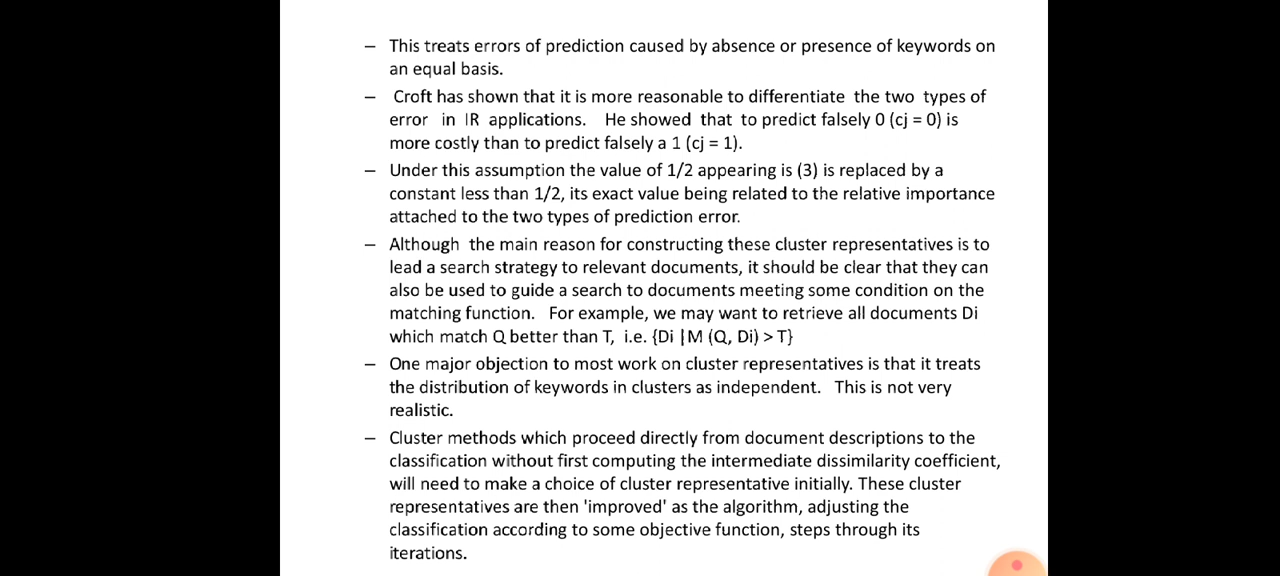 – This treats errors of prediction caused by absence or presence of keywords on
an equal basis.
– Croft has shown that it is more reasonable to differentiate the two types of
error in IR applications. He showed that to predict falsely 0 (cj = 0) is
more costly than to predict falsely a 1 (cj = 1).
– Under this assumption the value of 1/2 appearing is (3) is replaced by a
constant less than 1/2, its exact value being related to the relative importance
attached to the two types of prediction error.
– Although the main reason for constructing these cluster representatives is to
lead a search strategy to relevant documents, it should be clear that they can
also be used to guide a search to documents meeting some condition on the
matching function. For example, we may want to retrieve all documents Di
which match Q better than T, i.e. {Di |M (Q, Di) > T}
– One major objection to most work on cluster representatives is that it treats
the distribution of keywords in clusters as independent. This is not very
realistic.
– Cluster methods which proceed directly from document descriptions to the
classification without first computing the intermediate dissimilarity coefficient,
will need to make a choice of cluster representative initially. These cluster
representatives are then 'improved' as the algorithm, adjusting the
classification according to some objective function, steps through its
iterations.